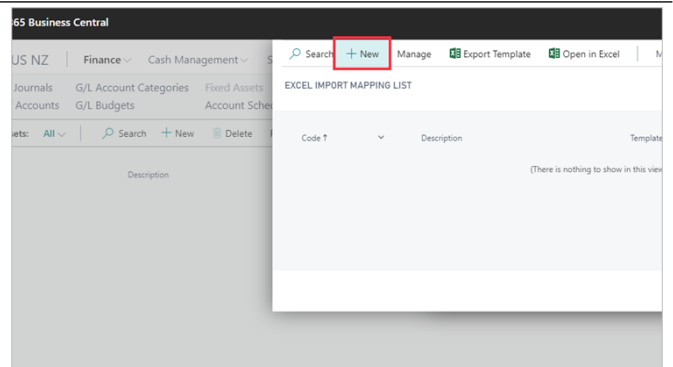 365 Business Central
US NZ Finance Cash Management S
Search + New Manage Export Template Open in Excel M
Journals G/L Account Categories Fixed Assets
Accounts G/L Budgets Account Sche
EXCEL IMPORT MAPPING LIST
sets: All Search + New Delete
Code ↑ Description Template
Description
(There is nothing to show in this view